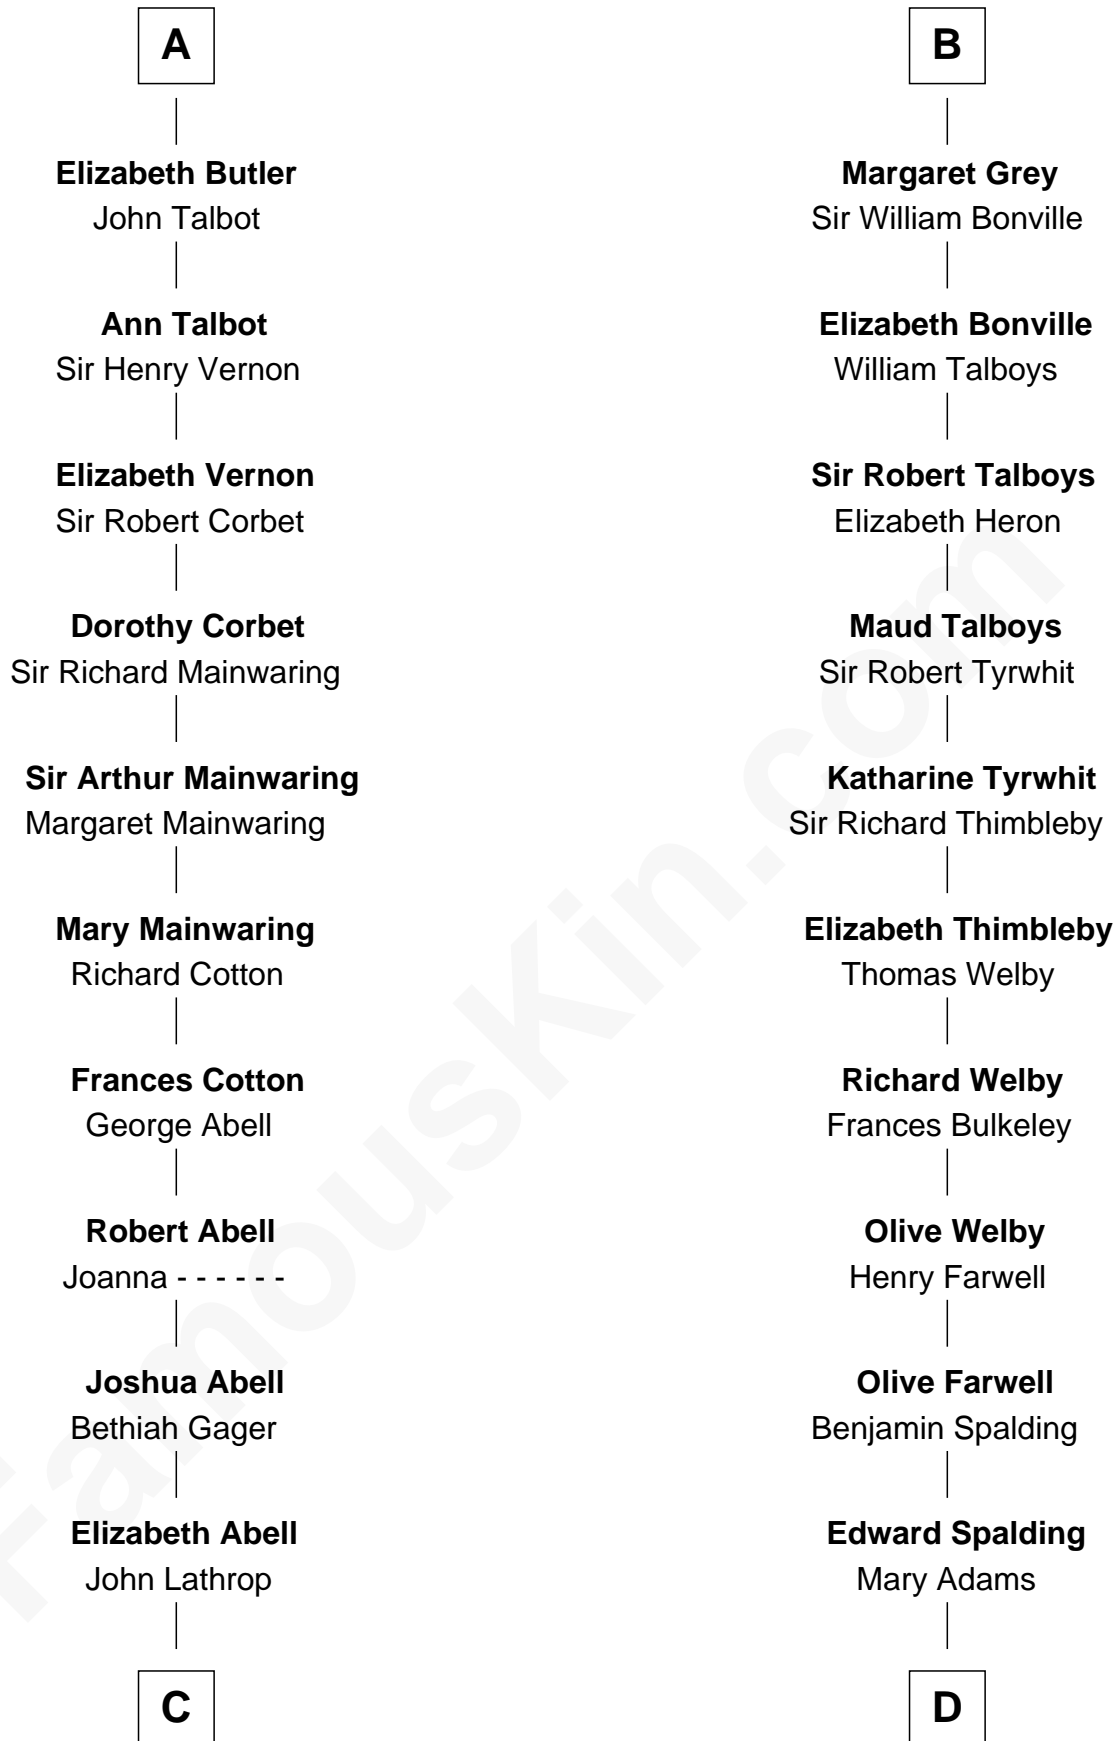 A
Elizabeth Butler
John Talbot
Ann Talbot
Sir Henry Vernon
Elizabeth Vernon
Sir Robert Corbet
Dorothy Corbet
Sir Richard Mainwaring
Sir Arthur Mainwaring
Margaret Mainwaring
Mary Mainwaring
Richard Cotton
Frances Cotton
George Abell
Robert Abell
Joanna - - - - - -
Joshua Abell
Bethiah Gager
Elizabeth Abell
John Lathrop
C
B
Margaret Grey
Sir William Bonville
Elizabeth Bonville
William Talboys
Sir Robert Talboys
Elizabeth Heron
Maud Talboys
Sir Robert Tyrwhit
Katharine Tyrwhit
Sir Richard Thimbleby
Elizabeth Thimbleby
Thomas Welby
Richard Welby
Frances Bulkeley
Olive Welby
Henry Farwell
Olive Farwell
Benjamin Spalding
Edward Spalding
Mary Adams
D
FamousKin.com